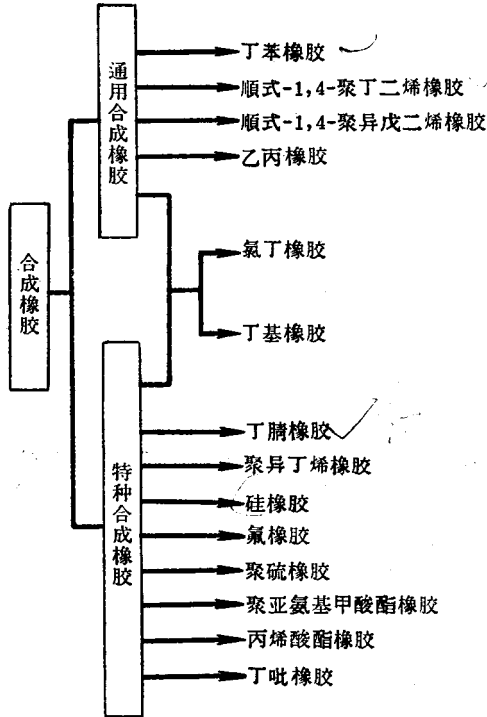 合成橡胶
通用合成橡胶
丁苯橡胶
順式-1,4-聚丁二烯橡胶
順式-1,4-聚异戊二烯橡胶
乙丙橡胶
氯丁橡胶
丁基橡胶
特种合成橡胶
丁腈橡胶
聚异丁烯橡胶
硅橡胶
氟橡胶
聚硫橡胶
聚亚氨基甲酸酯橡胶
丙烯酸酯橡胶
丁吡橡胶